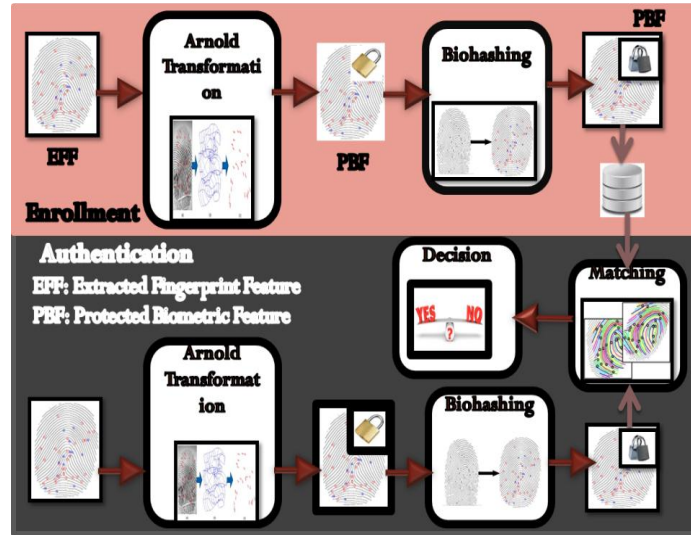 Arnold
Transformati
on
EFF
PBF
Biohashing
PBF
Enrollment
Authentication
EFF: Extracted Fingerprint Feature
PBF: Protected Biometric Feature
Decision
YES
NO
?
Matching
Arnold
Transformat
ion
Biohashing